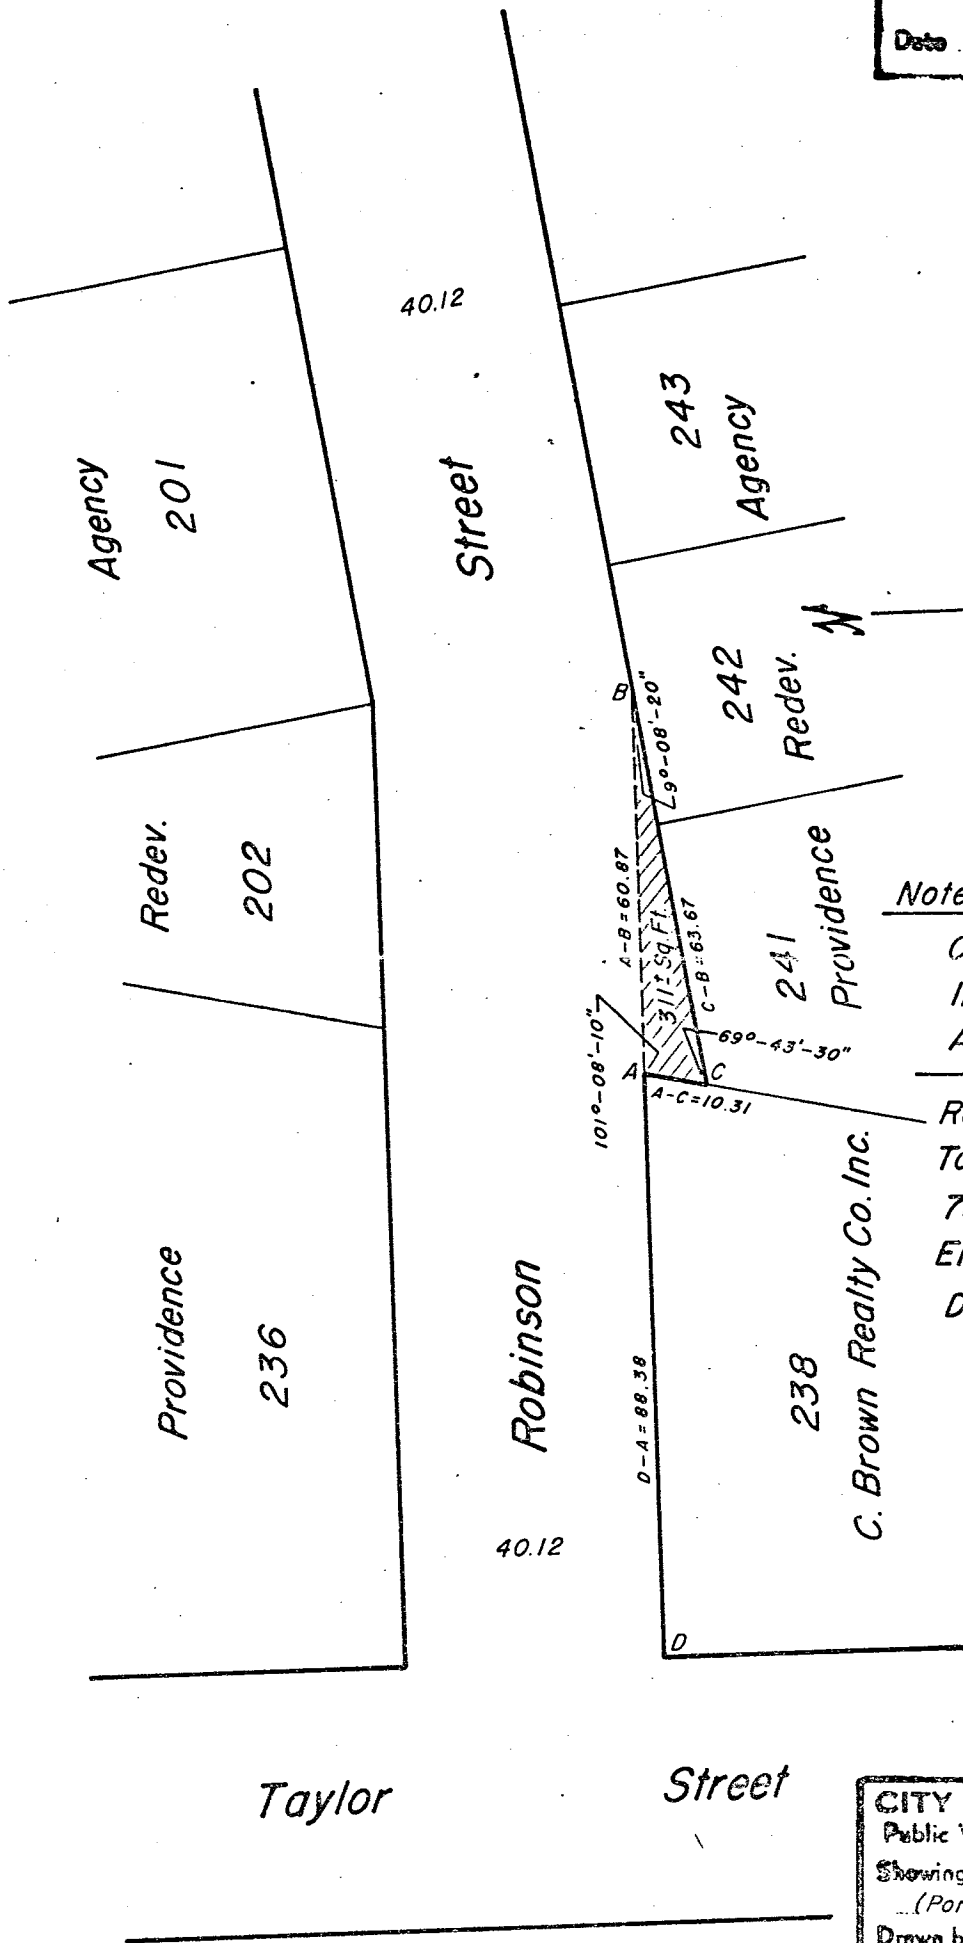 Date
40.12
Agency
201
243
Agency
Street
N
242
Redev.
B
9°-08'-20"
Redev.
202
A-B=60.87
311± Sq. Ft.
C-B=63.67
241
Providence
Note
101°-08'-10"
69°-43'-30"
A
C
A-C=10.31
Providence
236
Robinson
D-A=88.38
238
C. Brown Realty Co. Inc.
40.12
D
Taylor Street
CITY
Public
Showing
(Por
Drawn b